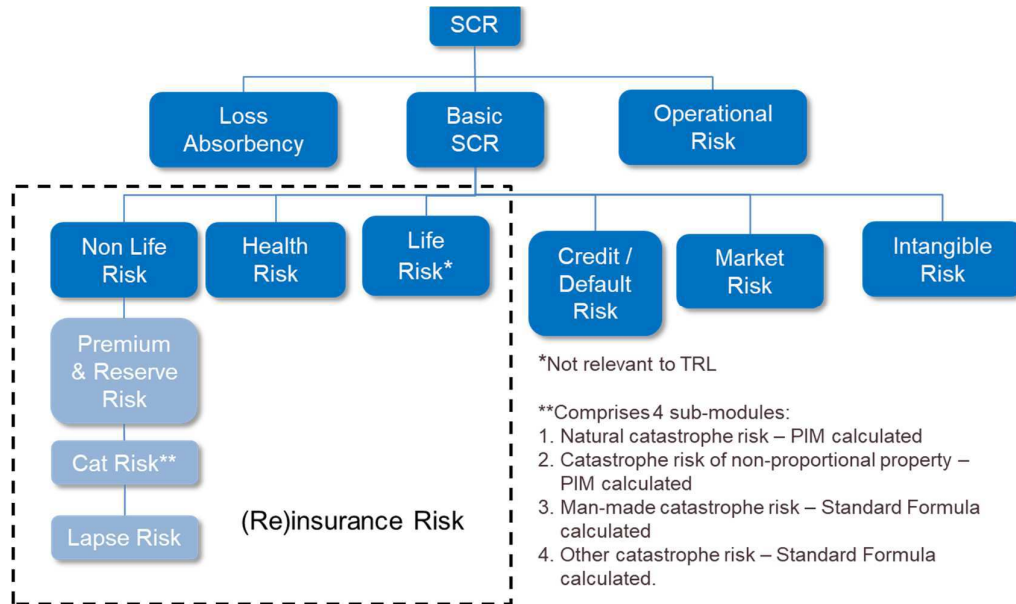 SCR
Loss
Absorbency
Basic
SCR
Operational
Risk
Non Life
Risk
Health
Risk
Life
Risk*
Credit /
Default
Risk
Market
Risk
Intangible
Risk
Premium
& Reserve
Risk
Cat Risk**
Lapse Risk
(Re)insurance Risk
*Not relevant to TRL
**Comprises 4 sub-modules:
1. Natural catastrophe risk – PIM calculated
2. Catastrophe risk of non-proportional property –
PIM calculated
3. Man-made catastrophe risk – Standard Formula
calculated
4. Other catastrophe risk – Standard Formula
calculated.